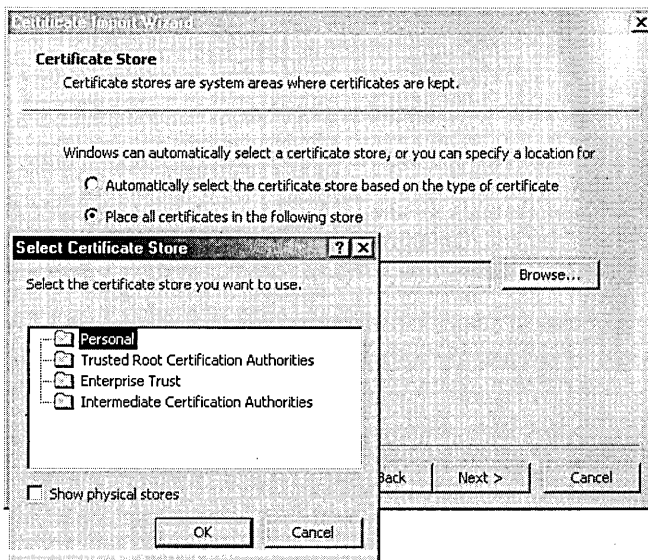 Certificate Import Wizard
Certificate Store
Certificate stores are system areas where certificates are kept.
Windows can automatically select a certificate store, or you can specify a location for
Automatically select the certificate store based on the type of certificate
Place all certificates in the following store
Select Certificate Store
Browse...
Select the certificate store you want to use.
Personal
Trusted Root Certification Authorities
Enterprise Trust
Intermediate Certification Authorities
Show physical stores
Back
Next >
Cancel
OK
Cancel